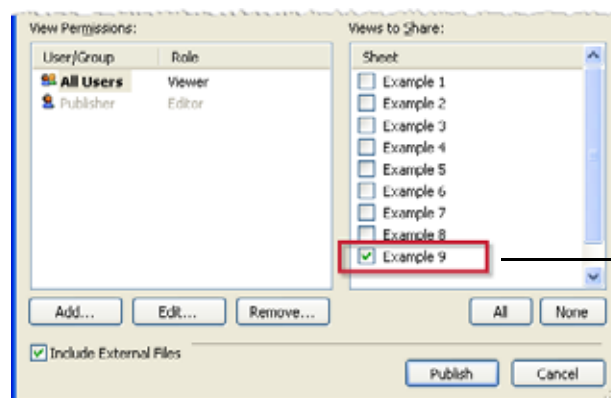 View Permissions:
User/Group Role
All Users Viewer
Publisher Editor
Add... Edit... Remove...
Include External Files
Views to Share:
Sheet
Example 1
Example 2
Example 3
Example 4
Example 5
Example 6
Example 7
Example 8
Example 9
All None
Publish Cancel